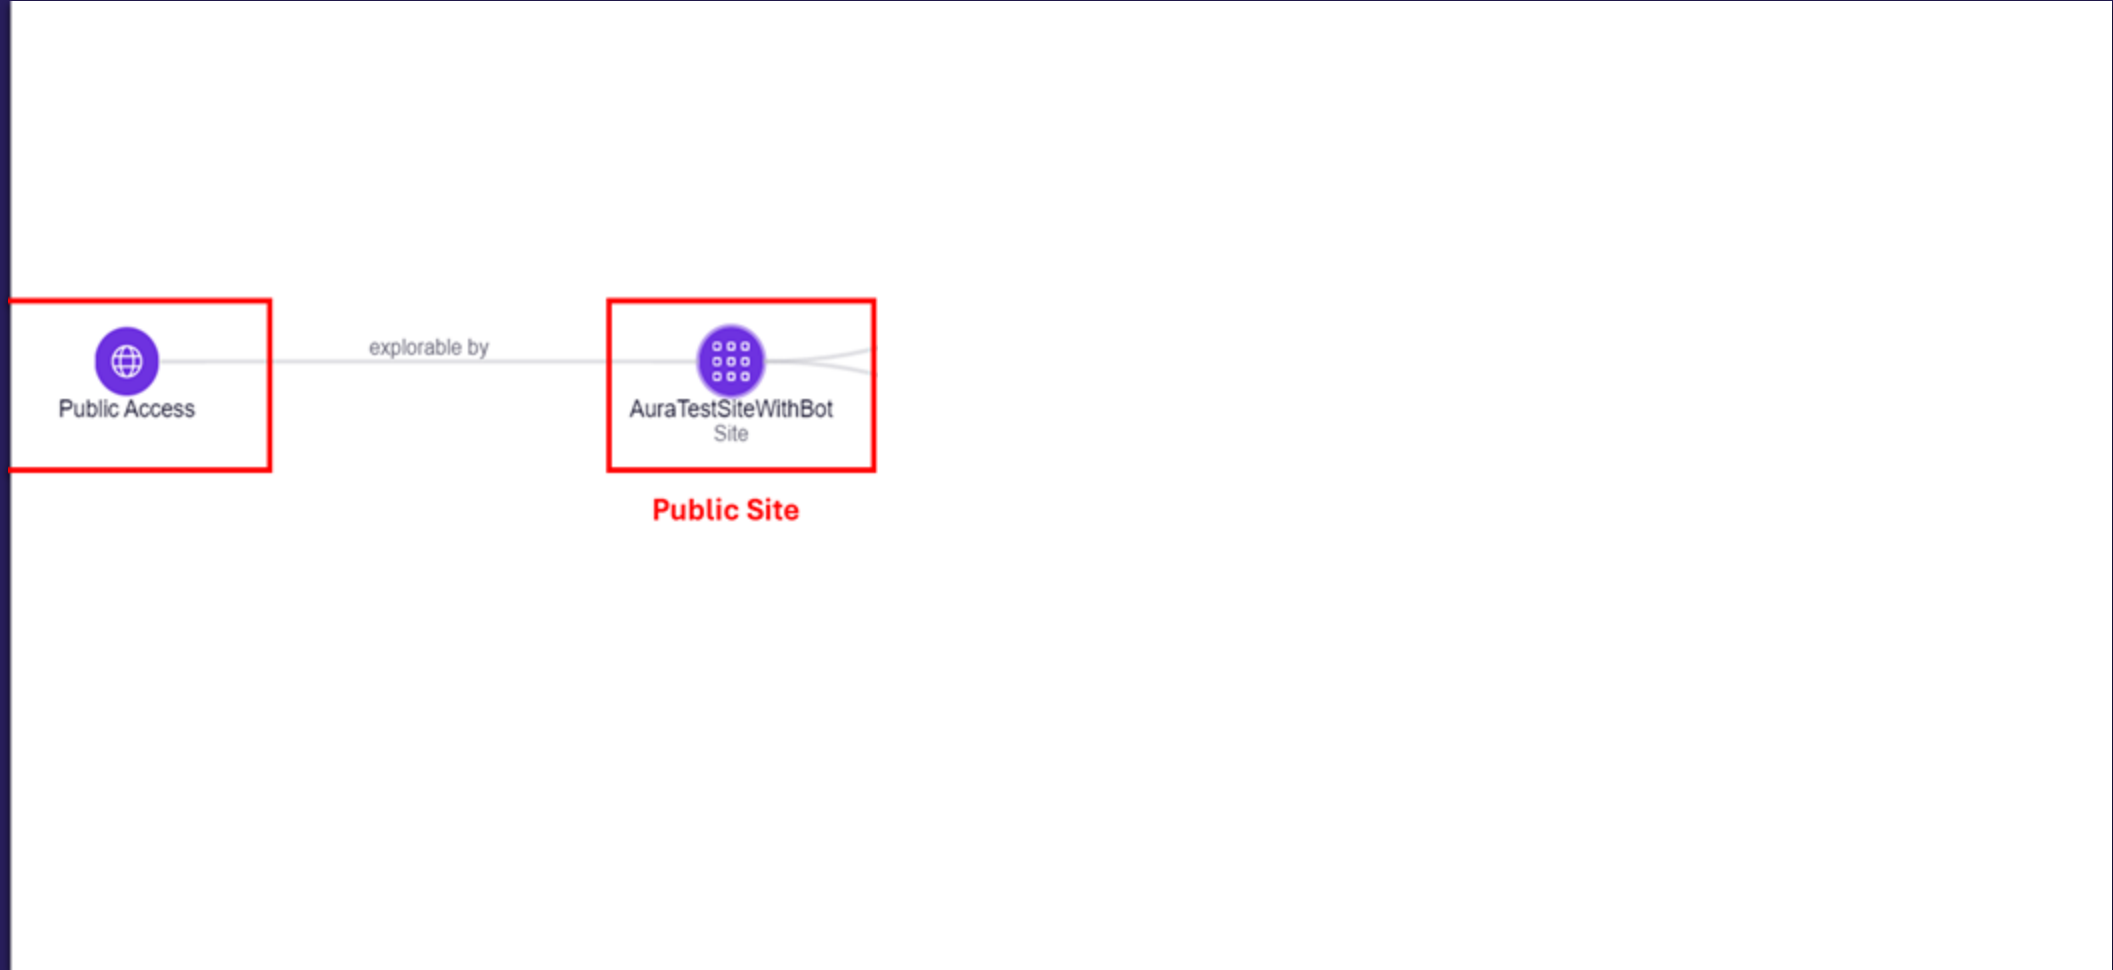 explorable by
Public Access
AuraTestSiteWithBot
Site
Public Site